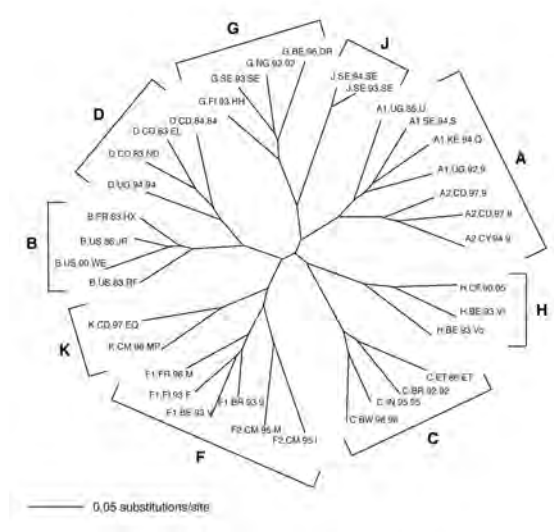 G
J
G.BE.96.DR
G.NG.92.92
G.SE.93.SE
G.FI.93.HH
J.SE.94.SE
J.SE.93.SE
A
A1.UG.85.U
A1.SE.94.S
A1.KE.94.Q
A1.UG.92.9
A2.CD.97.9
A2.CD.97.9
A2.CY.94.9
D
D.CD.84.84
D.CD.83.EL
D.CD.83.ND
D.UG.94.94
B
B.FR.83.HX
B.US.86.JR
B.US.90.WE
B.US.83.RF
H
H.CF.90.05
H.BE.93.VI
H.BE.93.VO
K
K.CD.97.EQ
K.CM.96.MP
F
F1.FR.96.M
F1.FI.93.F
F1.BE.93.V
F1.BR.93.9
F2.CM.95.M
F2.CM.95.I
C
C.ET.86.ET
C.BR.92.92
C.IN.95.95
C.BW.96.96
0.05 substitutions/site